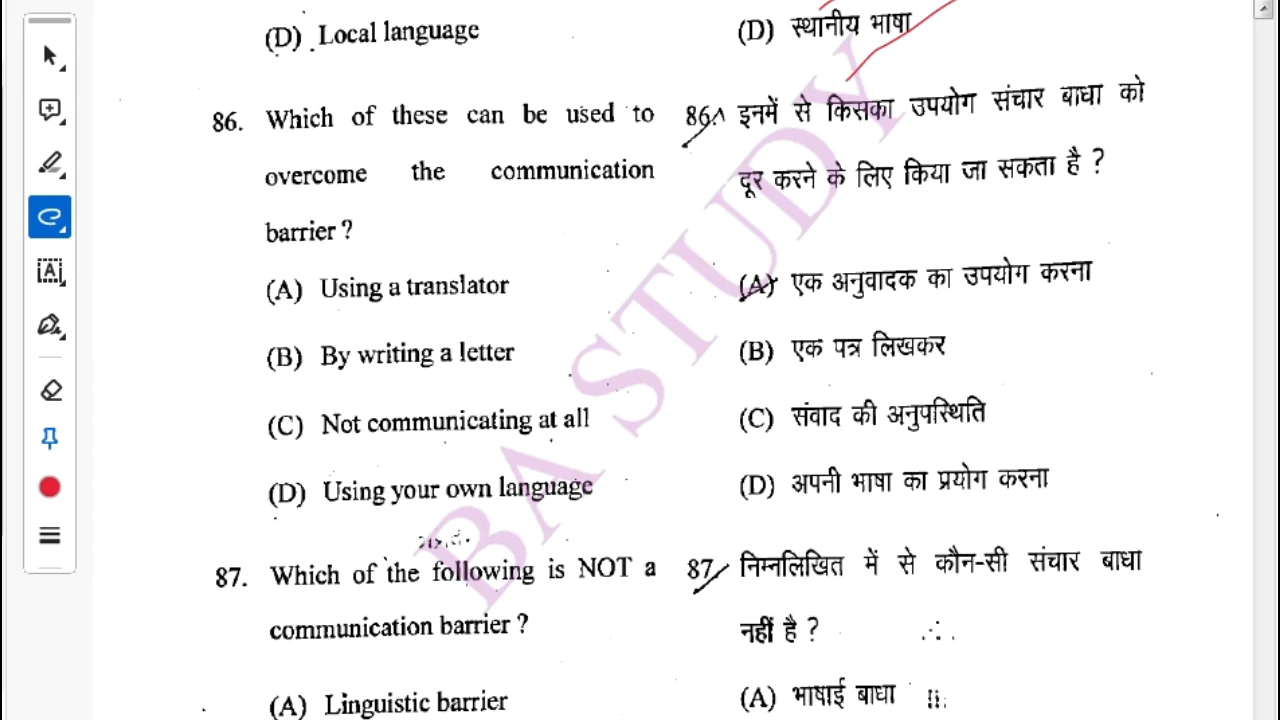 (D) Local language
86. Which of these can be used to
overcome the communication
barrier ?
(A) Using a translator
(B) By writing a letter
(C) Not communicating at all
(D) Using your own language
87. Which of the following is NOT a
communication barrier ?
(A) Linguistic barrier
(D) स्थानीय भाषा
86. इनमें से किसका उपयोग संचार बाधा को
दूर करने के लिए किया जा सकता है ?
(A) एक अनुवादक का उपयोग करना
(B) एक पत्र लिखकर
(C) संवाद की अनुपस्थिति
(D) अपनी भाषा का प्रयोग करना
87. निम्नलिखित में से कौन-सी संचार बाधा
नहीं है ?
(A) भाषाई बाधा
BA STUDY